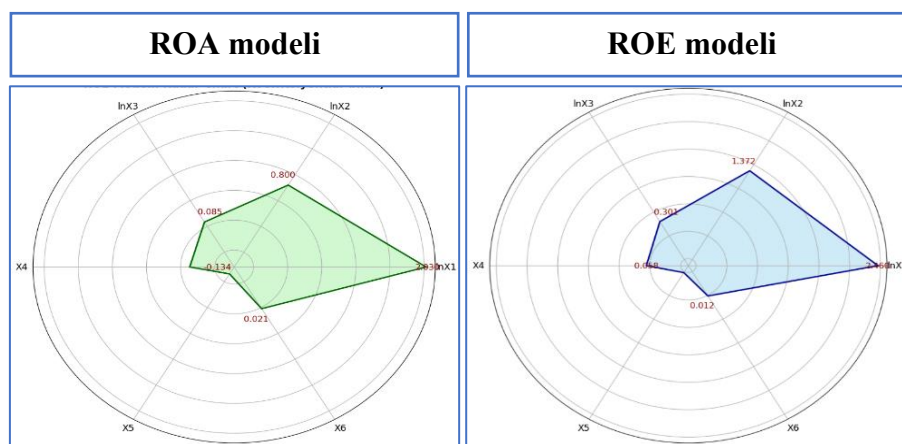 ROA modeli
ROE modeli
lnX3
lnX2
0.800
0.085
X4
-0.134
lnX1
0.021
X5
X6
lnX3
lnX2
1.372
0.301
X4
0.012
X5
X6